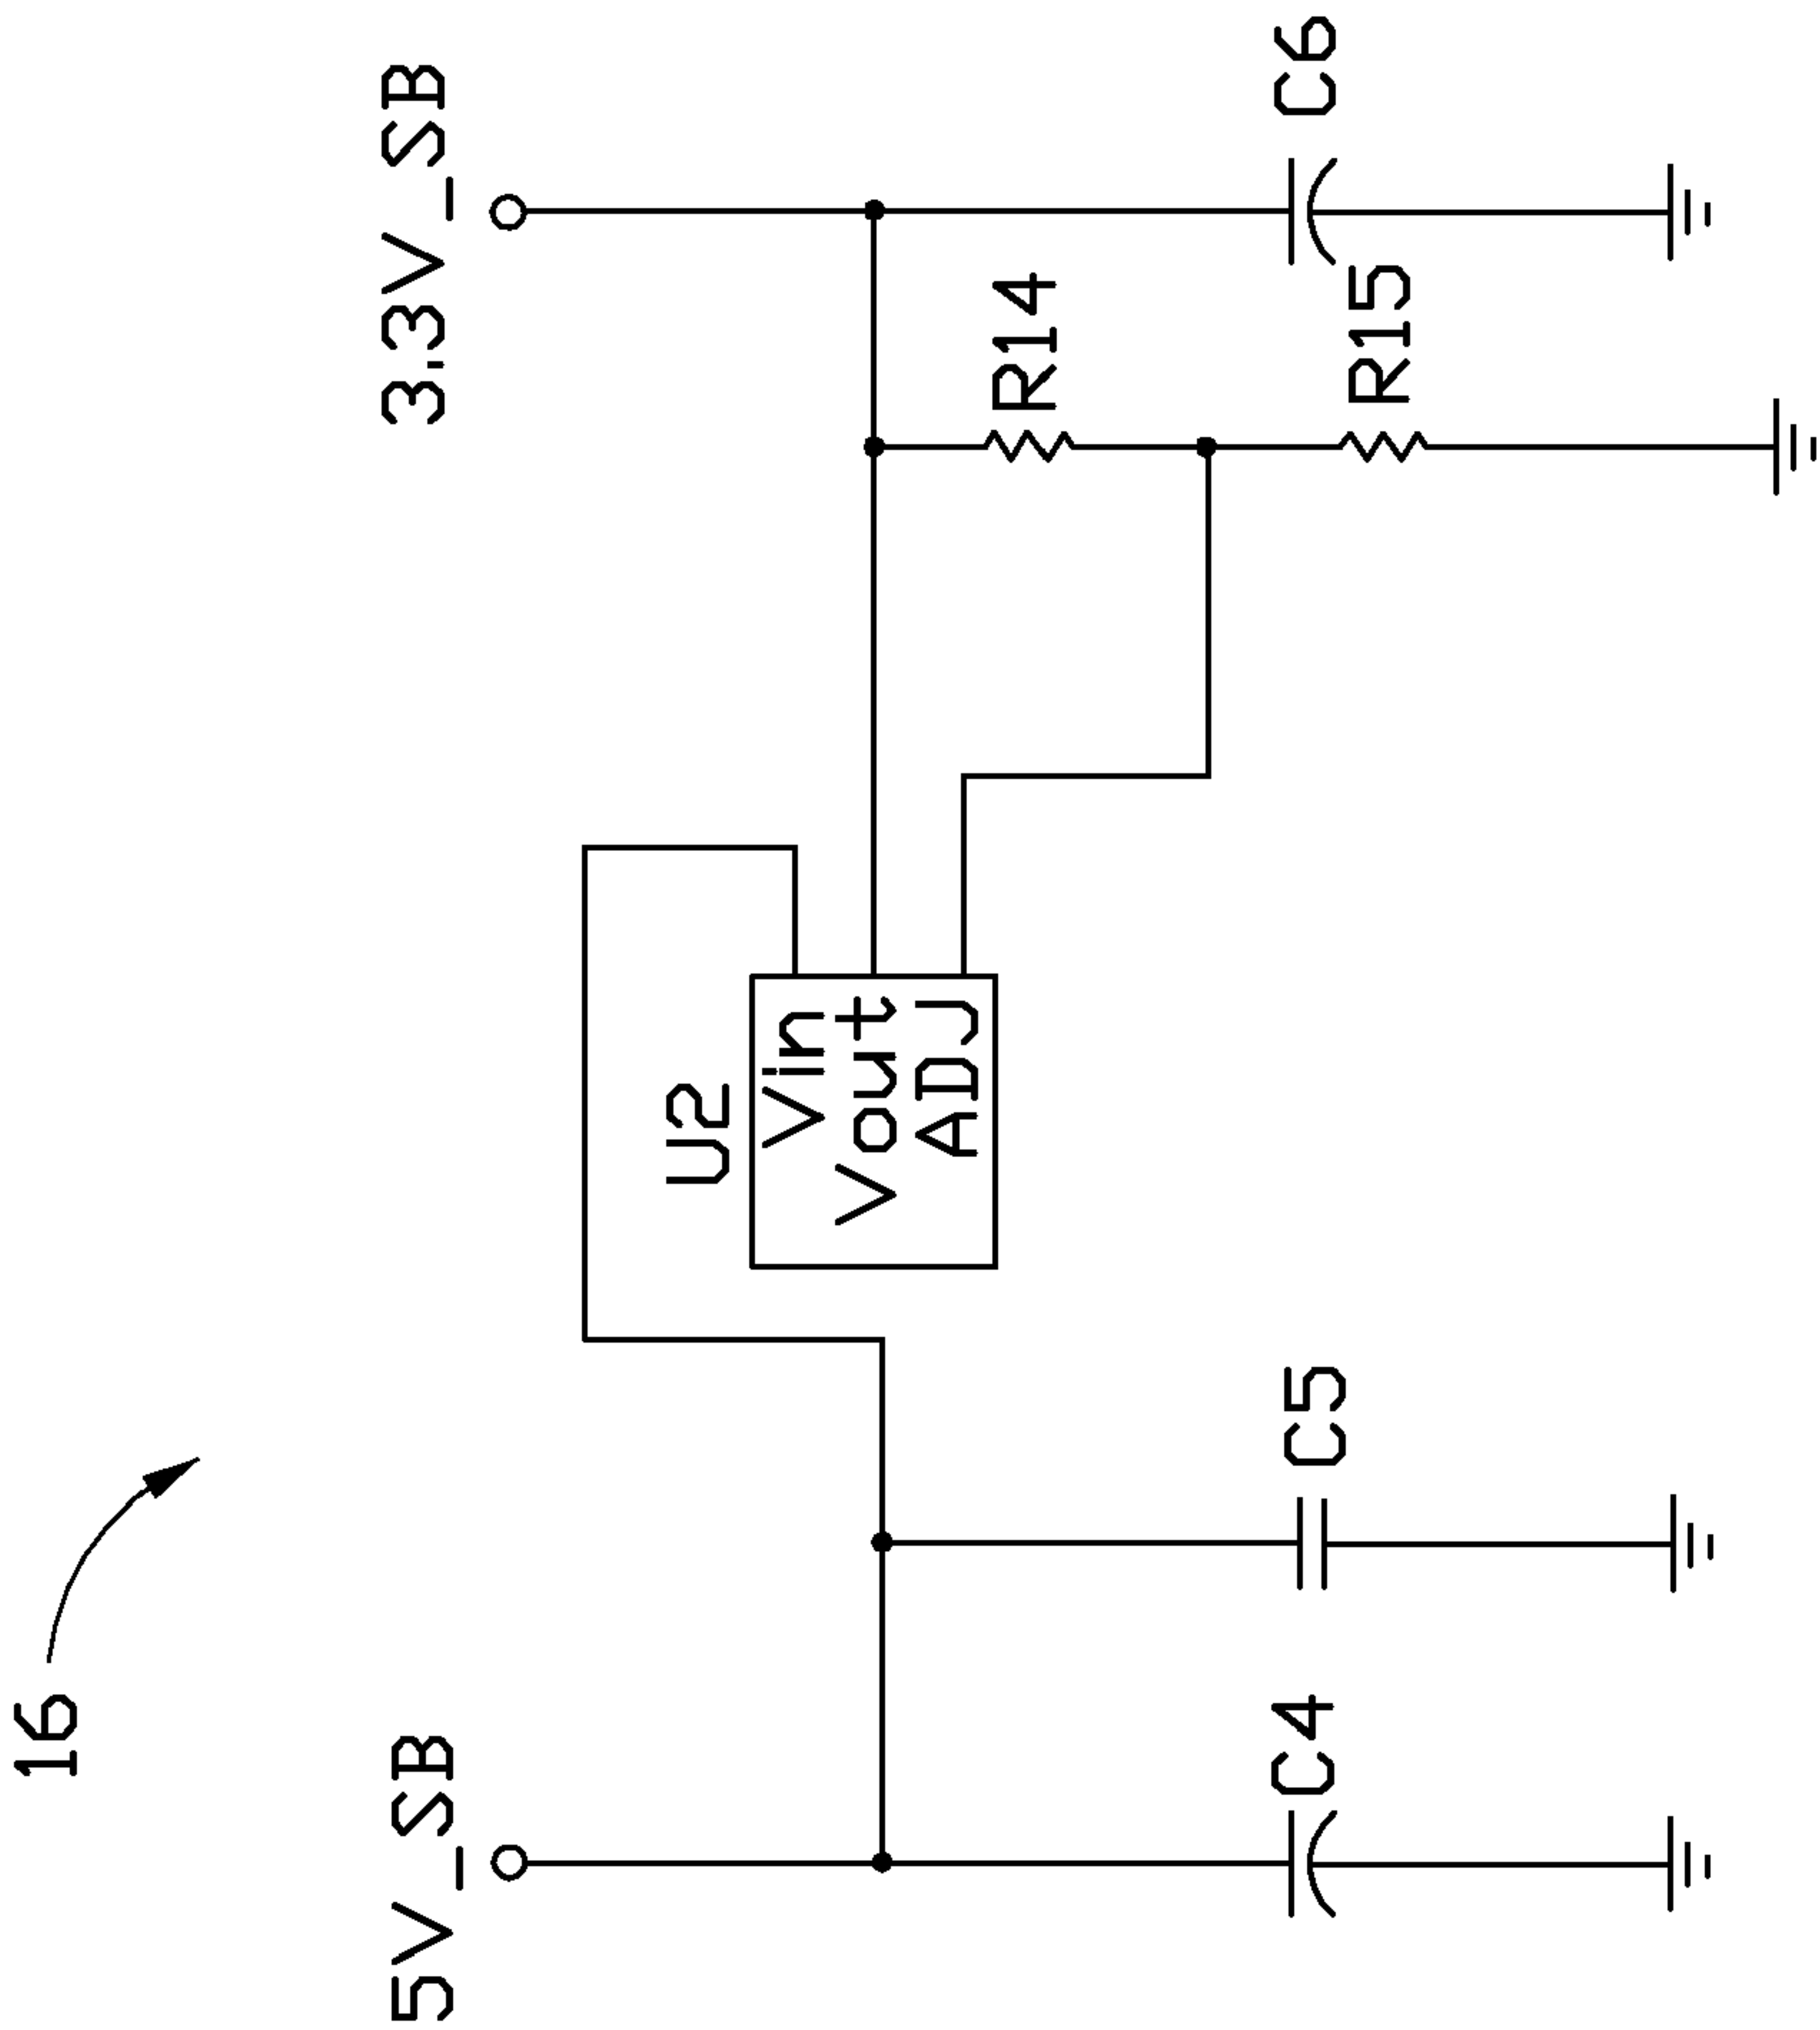 16
5V_SB
3.3V_SB
U2
Vin
Vout
ADJ
R14
R15
C4
C5
C6